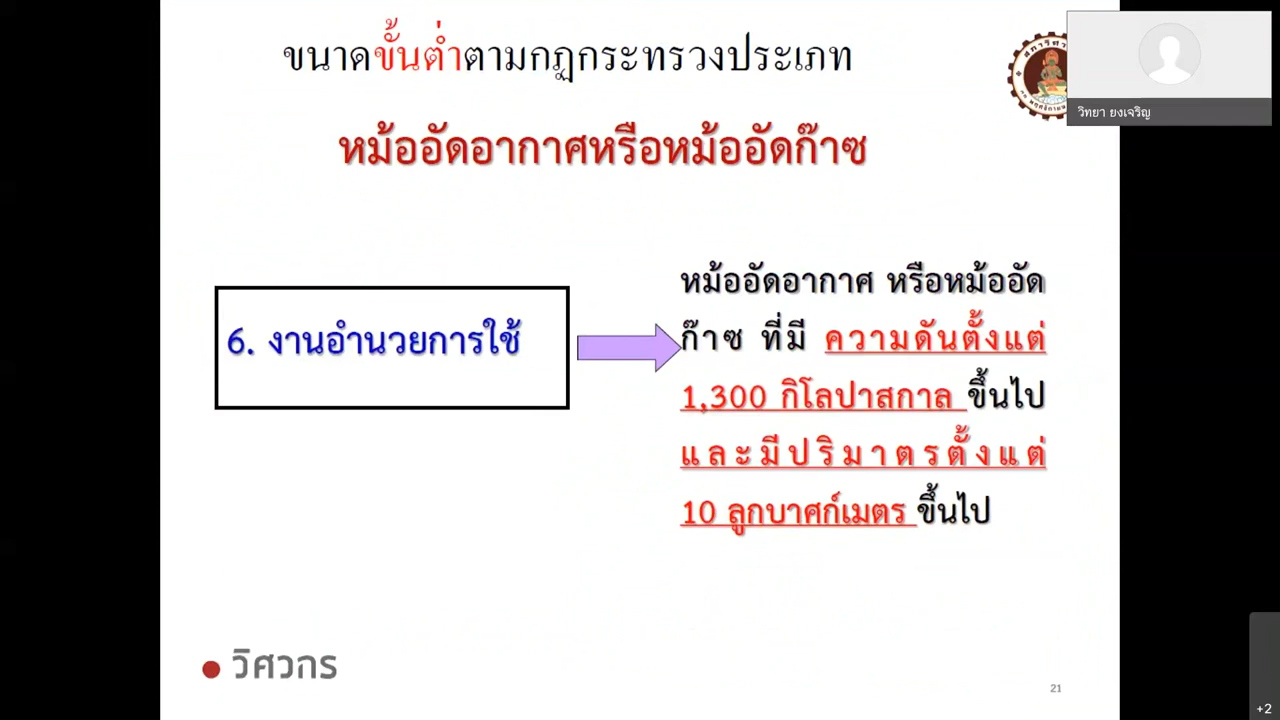 ขนาดขั้นต่ำตามกฎกระทรวงประเภท
หม้ออัดอากาศหรือหม้ออัดก๊าซ
วิทยา ยงเจริญ
6. งานอำนวยการใช้
หม้ออัดอากาศ หรือหม้ออัด
ก๊าซ ที่มี ความดันตั้งแต่
1,300 กิโลปาสกาล ขึ้นไป
และมีปริมาตรตั้งแต่
10 ลูกบาศก์เมตร ขึ้นไป
วิศวกร
21
+2